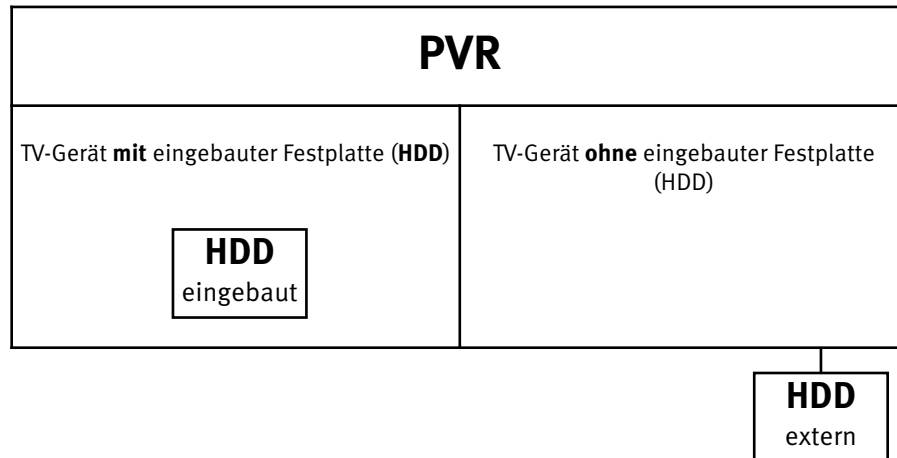 PVR
TV-Gerät mit eingebauter Festplatte (HDD)
HDD
eingebaut
TV-Gerät ohne eingebauter Festplatte
(HDD)
HDD
extern